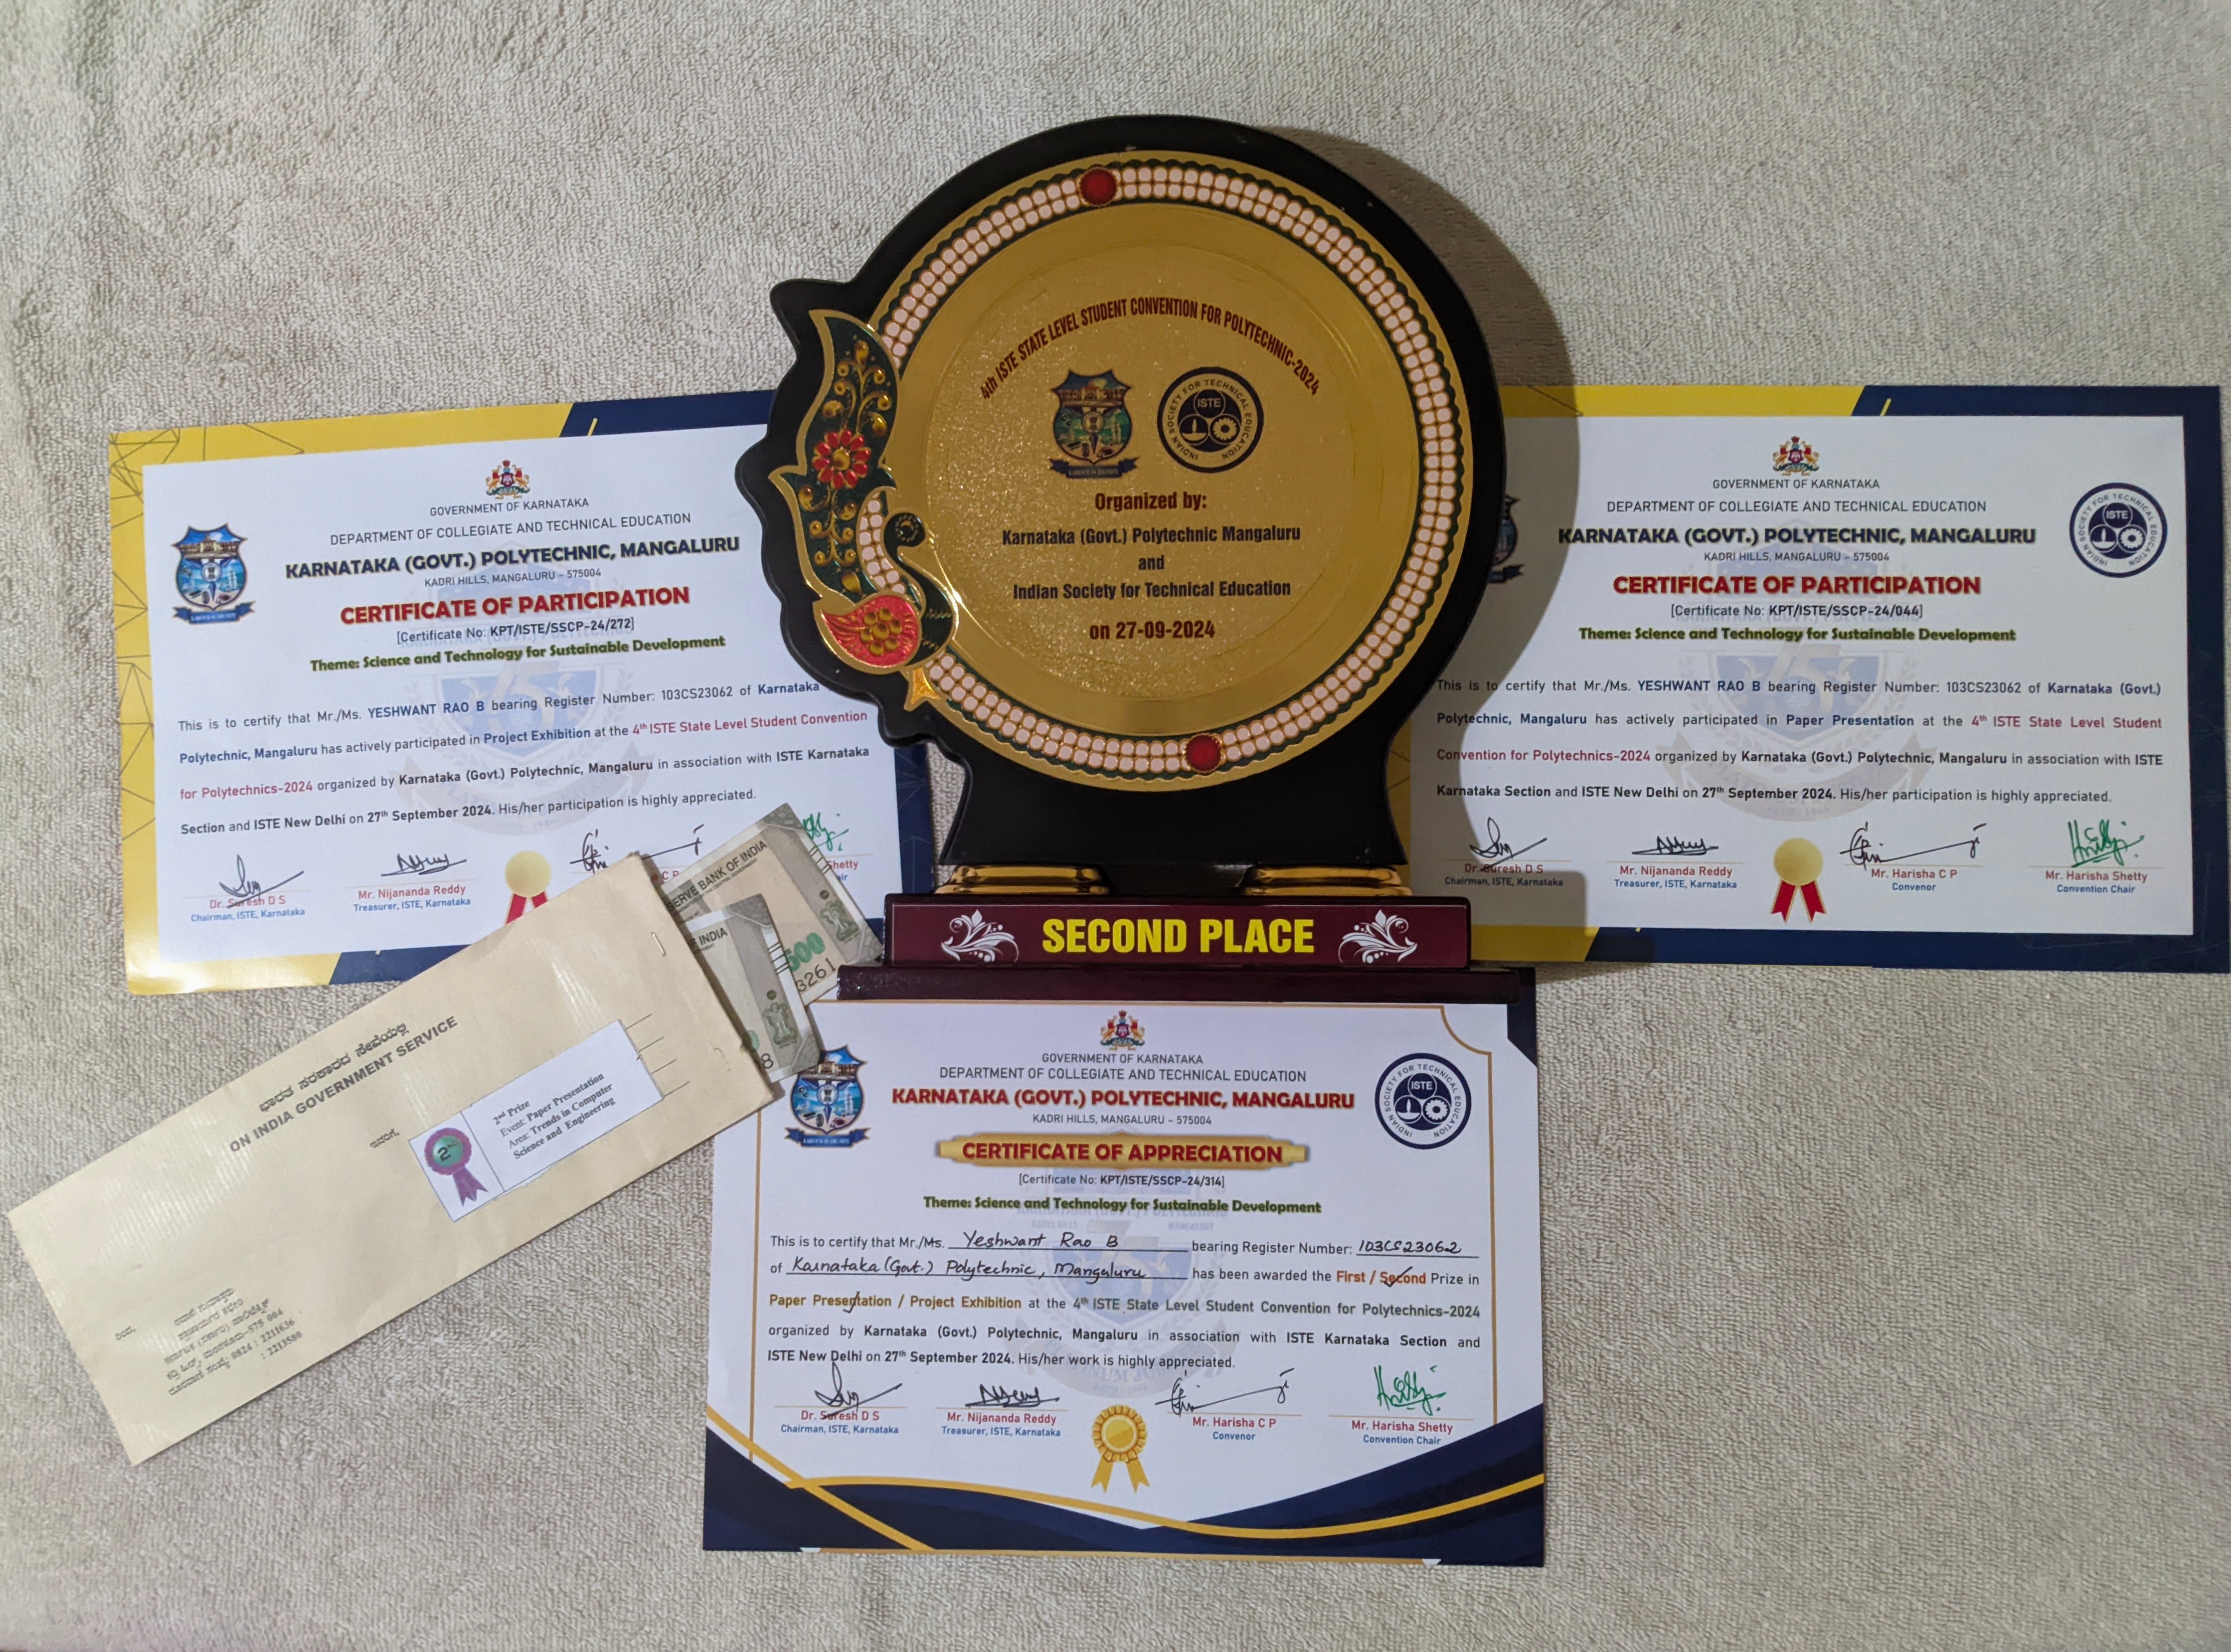 4th ISTE STATE LEVEL STUDENT CONVENTION FOR POLYTECHNIC-2024
INDIAN SOCIETY FOR TECHNICAL EDUCATION
ISTE
Organized by:
Karnataka (Govt.) Polytechnic Mangaluru
and
Indian Society for Technical Education
on 27-09-2024
SECOND PLACE
GOVERNMENT OF KARNATAKA
DEPARTMENT OF COLLEGIATE AND TECHNICAL EDUCATION
KARNATAKA (GOVT.) POLYTECHNIC, MANGALURU
KADRI HILLS, MANGALURU – 575004
CERTIFICATE OF PARTICIPATION
[Certificate No: KPT/ISTE/SSCP-24/272]
Theme: Science and Technology for Sustainable Development
This is to certify that Mr./Ms. YESHWANT RAO B bearing Register Number: 103CS23062 of Karnataka
Polytechnic, Mangaluru has actively participated in Project Exhibition at the 4th ISTE State Level Student Convention
for Polytechnics-2024 organized by Karnataka (Govt.) Polytechnic, Mangaluru in association with ISTE Karnataka
Section and ISTE New Delhi on 27th September 2024. His/her participation is highly appreciated.
Dr. Suresh D S
Chairman, ISTE, Karnataka
Mr. Nijananda Reddy
Treasurer, ISTE, Karnataka
C P
Shetty
GOVERNMENT OF KARNATAKA
DEPARTMENT OF COLLEGIATE AND TECHNICAL EDUCATION
KARNATAKA (GOVT.) POLYTECHNIC, MANGALURU
KADRI HILLS, MANGALURU – 575004
CERTIFICATE OF PARTICIPATION
[Certificate No: KPT/ISTE/SSCP-24/044]
Theme: Science and Technology for Sustainable Development
INDIAN SOCIETY FOR TECHNICAL EDUCATION
ISTE
This is to certify that Mr./Ms. YESHWANT RAO B bearing Register Number: 103CS23062 of Karnataka (Govt.)
Polytechnic, Mangaluru has actively participated in Paper Presentation at the 4th ISTE State Level Student
Convention for Polytechnics-2024 organized by Karnataka (Govt.) Polytechnic, Mangaluru in association with ISTE
Karnataka Section and ISTE New Delhi on 27th September 2024. His/her participation is highly appreciated.
Dr. Suresh D S
Chairman, ISTE, Karnataka
Mr. Nijananda Reddy
Treasurer, ISTE, Karnataka
Mr. Harisha C P
Convenor
Mr. Harisha Shetty
Convention Chair
SERVE BANK OF INDIA
INDIA
500
3261
8
ಭಾರತ ಸರಕಾರದ ಸೇವೆಯಲ್ಲಿ
ON INDIA GOVERNMENT SERVICE
ಇವರಿಗೆ,
2nd
2nd Prize
Event: Paper Presentation
Area: Trends in Computer
Science and Engineering
575 004
0824 : 2211636
: 2213500
GOVERNMENT OF KARNATAKA
DEPARTMENT OF COLLEGIATE AND TECHNICAL EDUCATION
KARNATAKA (GOVT.) POLYTECHNIC, MANGALURU
KADRI HILLS, MANGALURU – 575004
CERTIFICATE OF APPRECIATION
[Certificate No: KPT/ISTE/SSCP-24/314]
Theme: Science and Technology for Sustainable Development
INDIAN SOCIETY FOR TECHNICAL EDUCATION
ISTE
This is to certify that Mr./Ms. Yeshwant Rao B bearing Register Number: 103CS23062
of Karnataka (Govt.) Polytechnic, Mangaluru has been awarded the First / Second Prize in
Paper Presentation / Project Exhibition at the 4th ISTE State Level Student Convention for Polytechnics-2024
organized by Karnataka (Govt.) Polytechnic, Mangaluru in association with ISTE Karnataka Section and
ISTE New Delhi on 27th September 2024. His/her work is highly appreciated.
Dr. Suresh D S
Chairman, ISTE, Karnataka
Mr. Nijananda Reddy
Treasurer, ISTE, Karnataka
Mr. Harisha C P
Convenor
Mr. Harisha Shetty
Convention Chair